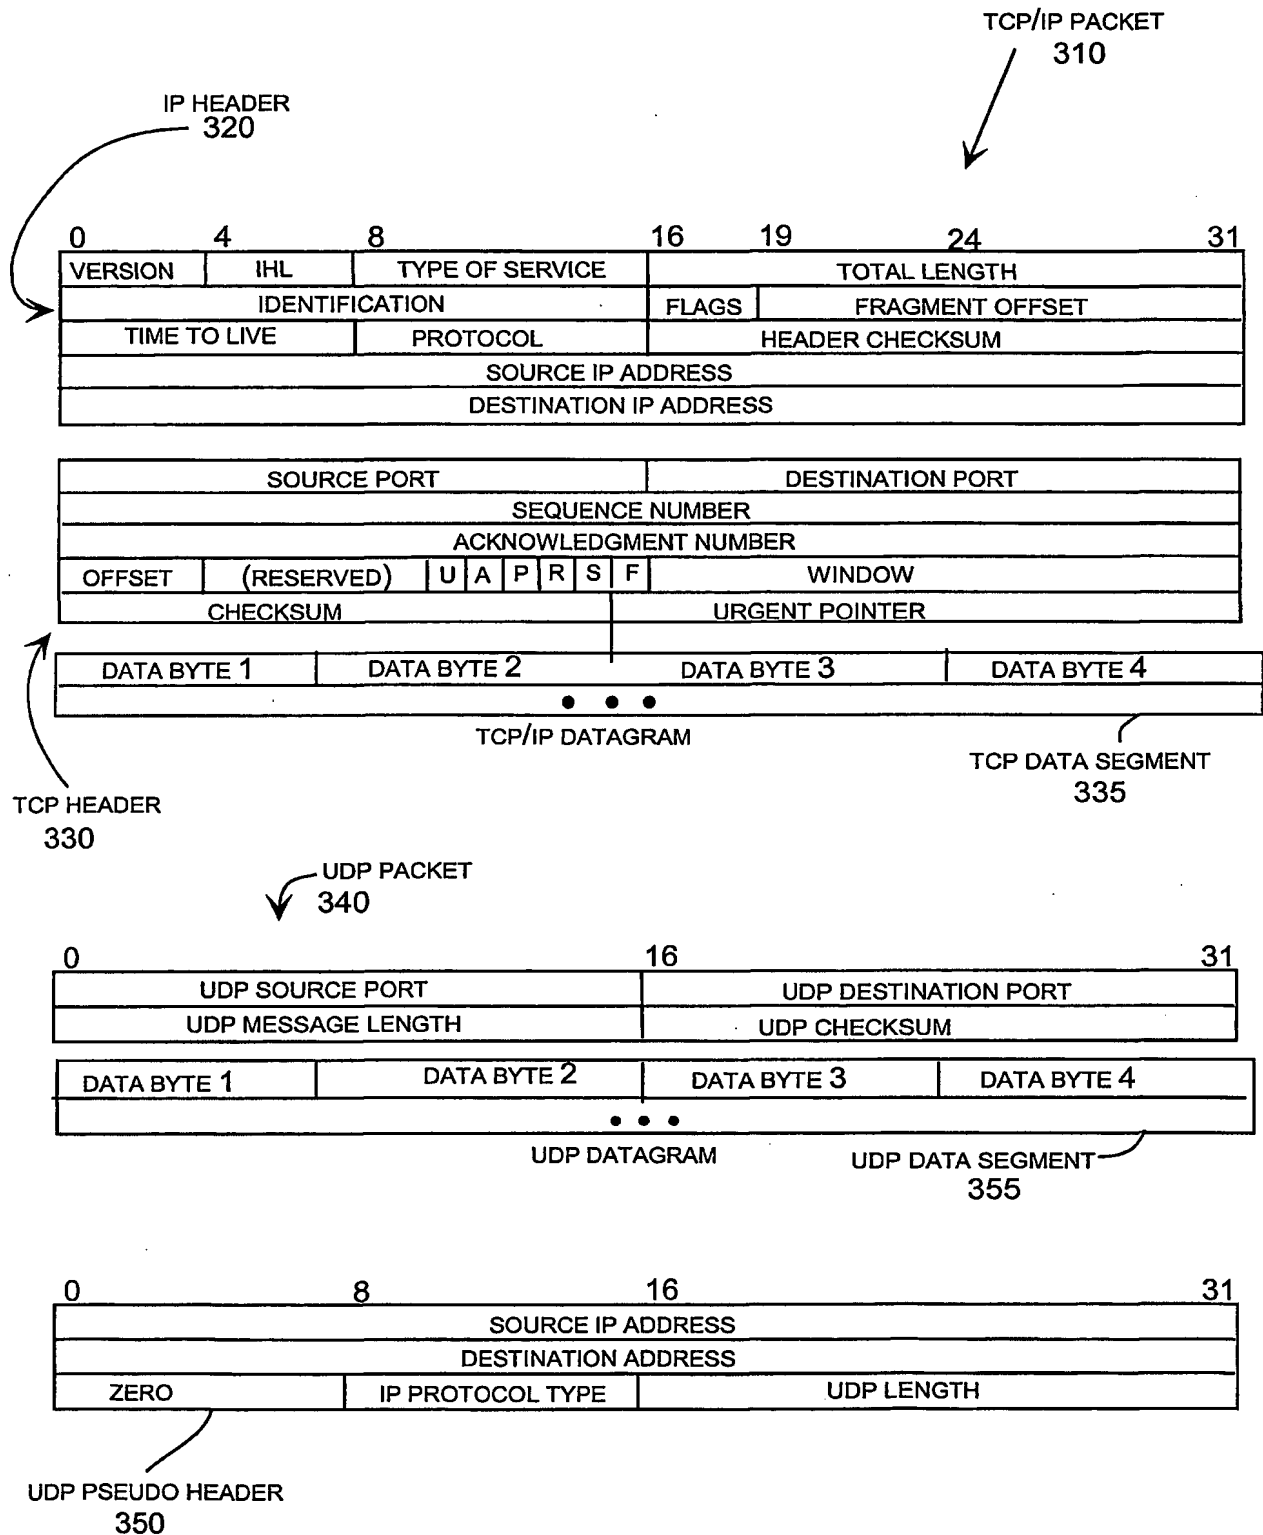 TCP/IP PACKET
310
IP HEADER
320
0 4 8 16 19 24 31
VERSION IHL TYPE OF SERVICE TOTAL LENGTH
IDENTIFICATION FLAGS FRAGMENT OFFSET
TIME TO LIVE PROTOCOL HEADER CHECKSUM
SOURCE IP ADDRESS
DESTINATION IP ADDRESS
SOURCE PORT DESTINATION PORT
SEQUENCE NUMBER
ACKNOWLEDGMENT NUMBER
OFFSET (RESERVED) U A P R S F WINDOW
CHECKSUM URGENT POINTER
DATA BYTE 1 DATA BYTE 2 DATA BYTE 3 DATA BYTE 4
TCP/IP DATAGRAM
TCP DATA SEGMENT
335
TCP HEADER
330
UDP PACKET
340
0 16 31
UDP SOURCE PORT UDP DESTINATION PORT
UDP MESSAGE LENGTH UDP CHECKSUM
DATA BYTE 1 DATA BYTE 2 DATA BYTE 3 DATA BYTE 4
UDP DATAGRAM
UDP DATA SEGMENT
355
0 8 16 31
SOURCE IP ADDRESS
DESTINATION ADDRESS
ZERO IP PROTOCOL TYPE UDP LENGTH
UDP PSEUDO HEADER
350